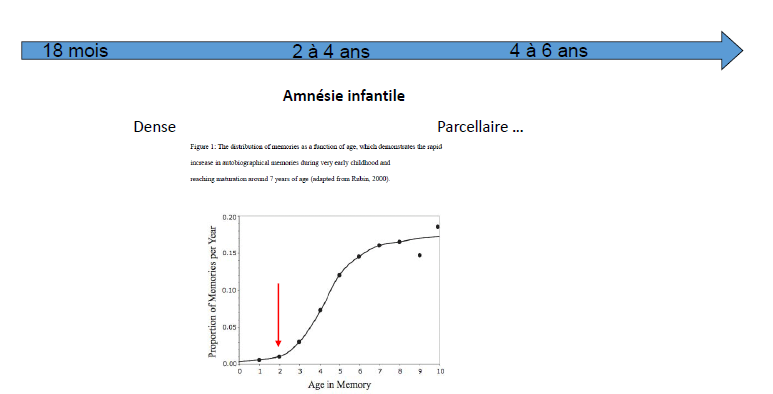 18 mois 2 à 4 ans 4 à 6 ans
Amnésie infantile
Dense Parcellaire ...
Figure 1: The distribution of memories as a function of age, which demonstrates the rapid
increase in autobiographical memories during very early childhood and
reaching maturation around 7 years of age (adapted from Rubin, 2000).
0.20
0.15
0.10
0.05
0.00
Proportion of Memories per Year
0 1 2 3 4 5 6 7 8 9 10
Age in Memory